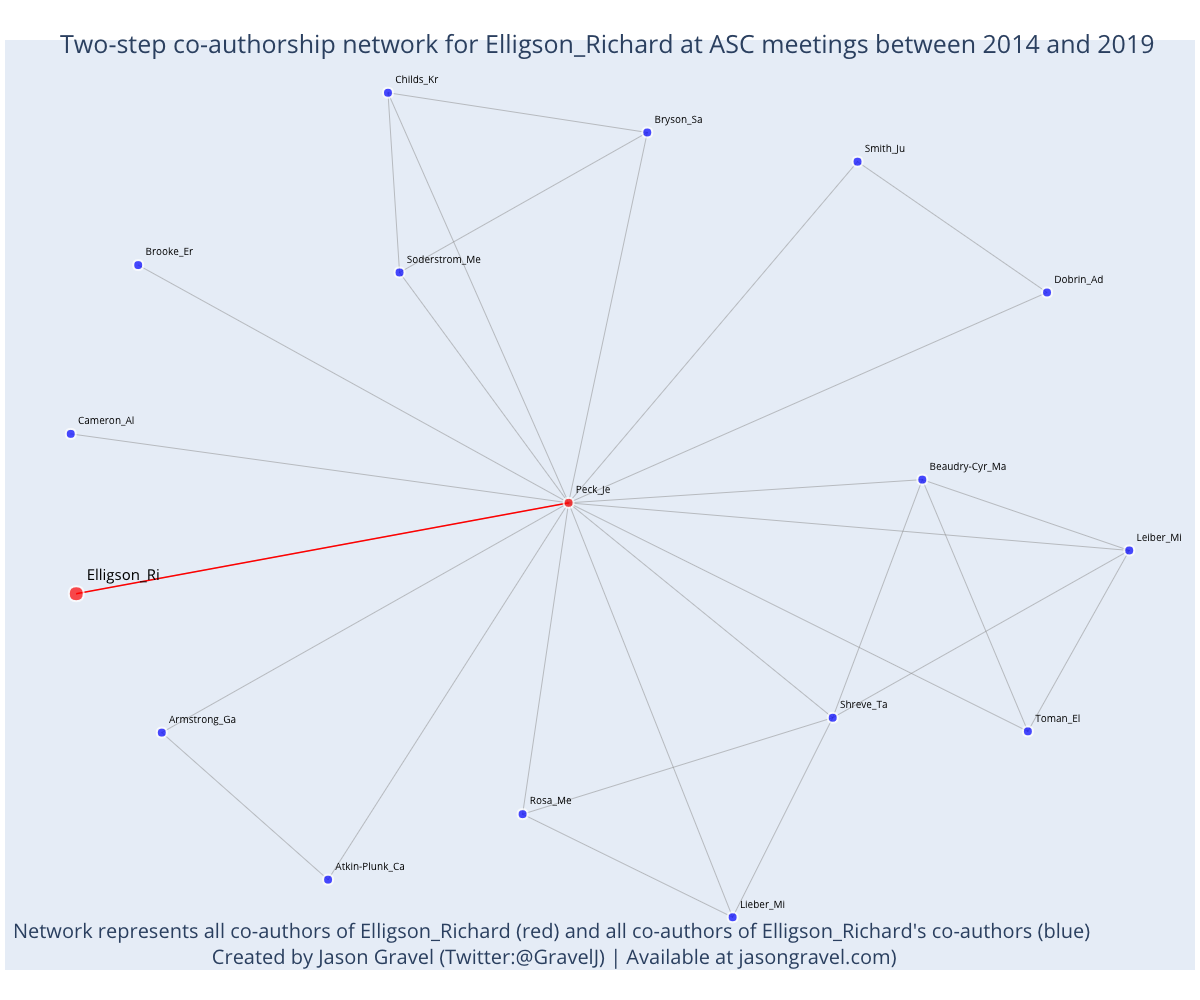 Two-step co-authorship network for Elligson_Richard at ASC meetings between 2014 and 2019
Childs_Kr
Bryson_Sa
Smith_Ju
Brooke_Er
Soderstrom_Me
Dobrin_Ad
Cameron_Al
Beaudry-Cyr_Ma
Peck_Je
Leiber_Mi
Elligson_Ri
Shreve_Ta
Armstrong_Ga
Toman_El
Rosa_Me
Atkin-Plunk_Ca
Lieber_Mi
Network represents all co-authors of Elligson_Richard (red) and all co-authors of Elligson_Richard's co-authors (blue)
Created by Jason Gravel (Twitter:@GravelJ) | Available at jasongravel.com)